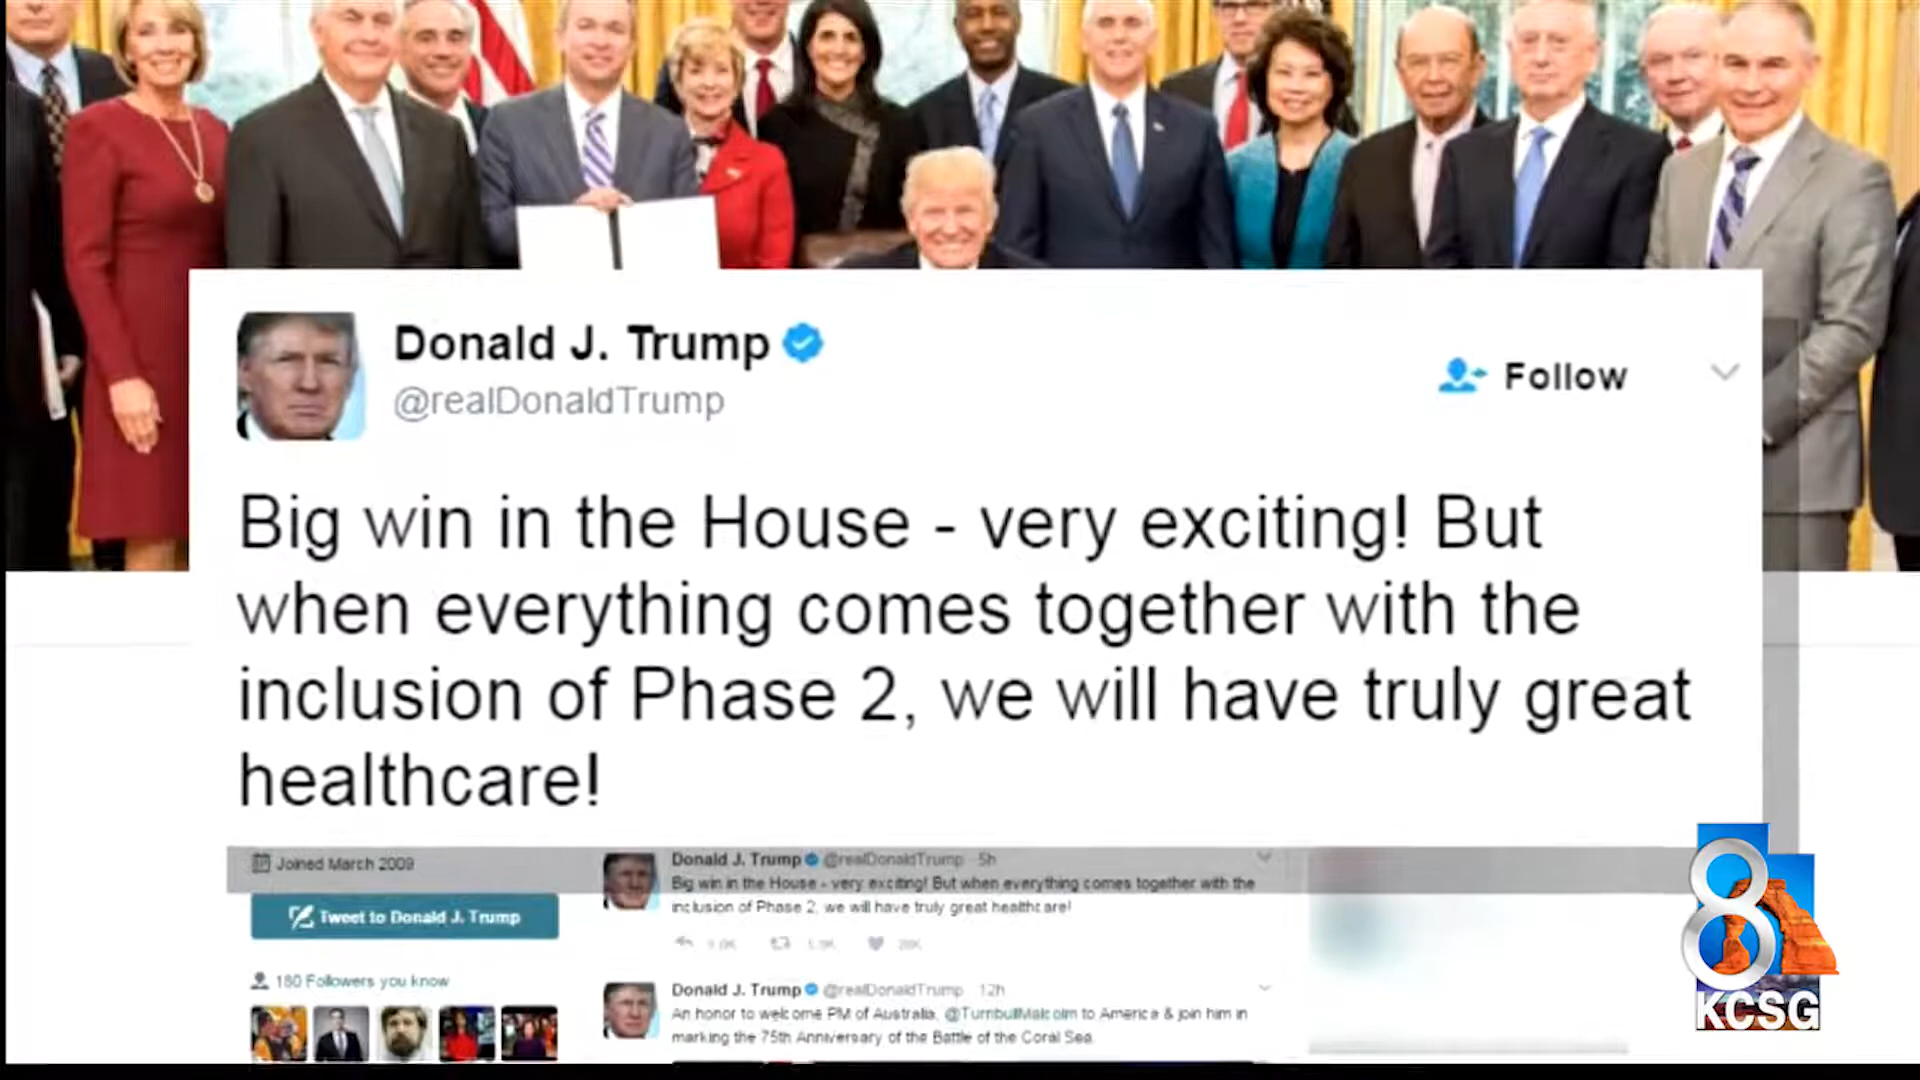 Donald J. Trump
@realDonaldTrump
Follow
Big win in the House - very exciting! But
when everything comes together with the
inclusion of Phase 2, we will have truly great
healthcare!
Joined March 2009
Tweet to Donald J. Trump
180 Followers you know
Donald J. Trump @realDonaldTrump 5h
Big win in the House - very exciting! But when everything comes together with the
inclusion of Phase 2, we will have truly great healthcare!
Donald J. Trump @realDonaldTrump 12h
An honor to welcome PM of Australia, @TurnbullMalcolm to America & join him in
marking the 75th Anniversary of the Battle of the Coral Sea.
8
KCSG